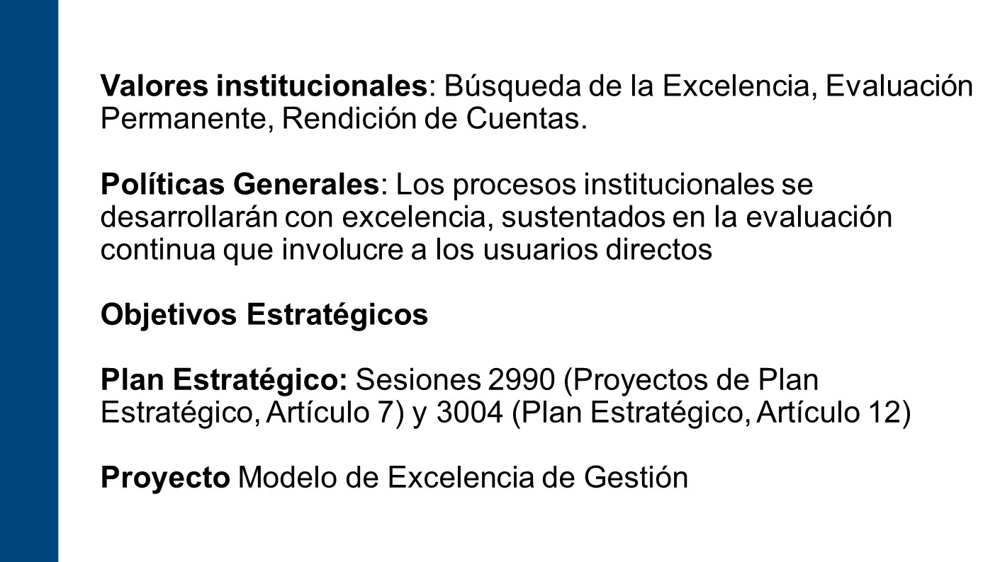 Valores institucionales: Búsqueda de la Excelencia, Evaluación
Permanente, Rendición de Cuentas.
Políticas Generales: Los procesos institucionales se
desarrollarán con excelencia, sustentados en la evaluación
continua que involucre a los usuarios directos
Objetivos Estratégicos
Plan Estratégico: Sesiones 2990 (Proyectos de Plan
Estratégico, Artículo 7) y 3004 (Plan Estratégico, Artículo 12)
Proyecto Modelo de Excelencia de Gestión